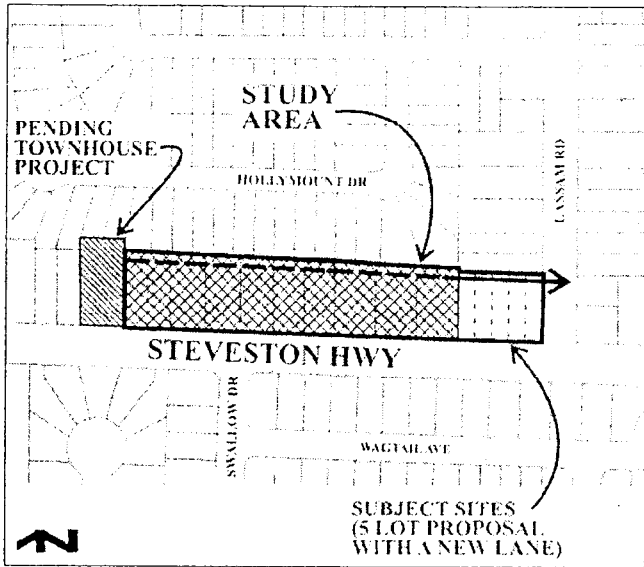 STUDY
AREA
PENDING
TOWNHOUSE
PROJECT
HOLLYMOUNT DR
LASSAM RD
STEVESTON HWY
SWALLOW DR
WAGTAIL AVE
SUBJECT SITES
(5 LOT PROPOSAL
WITH A NEW LANE)
N